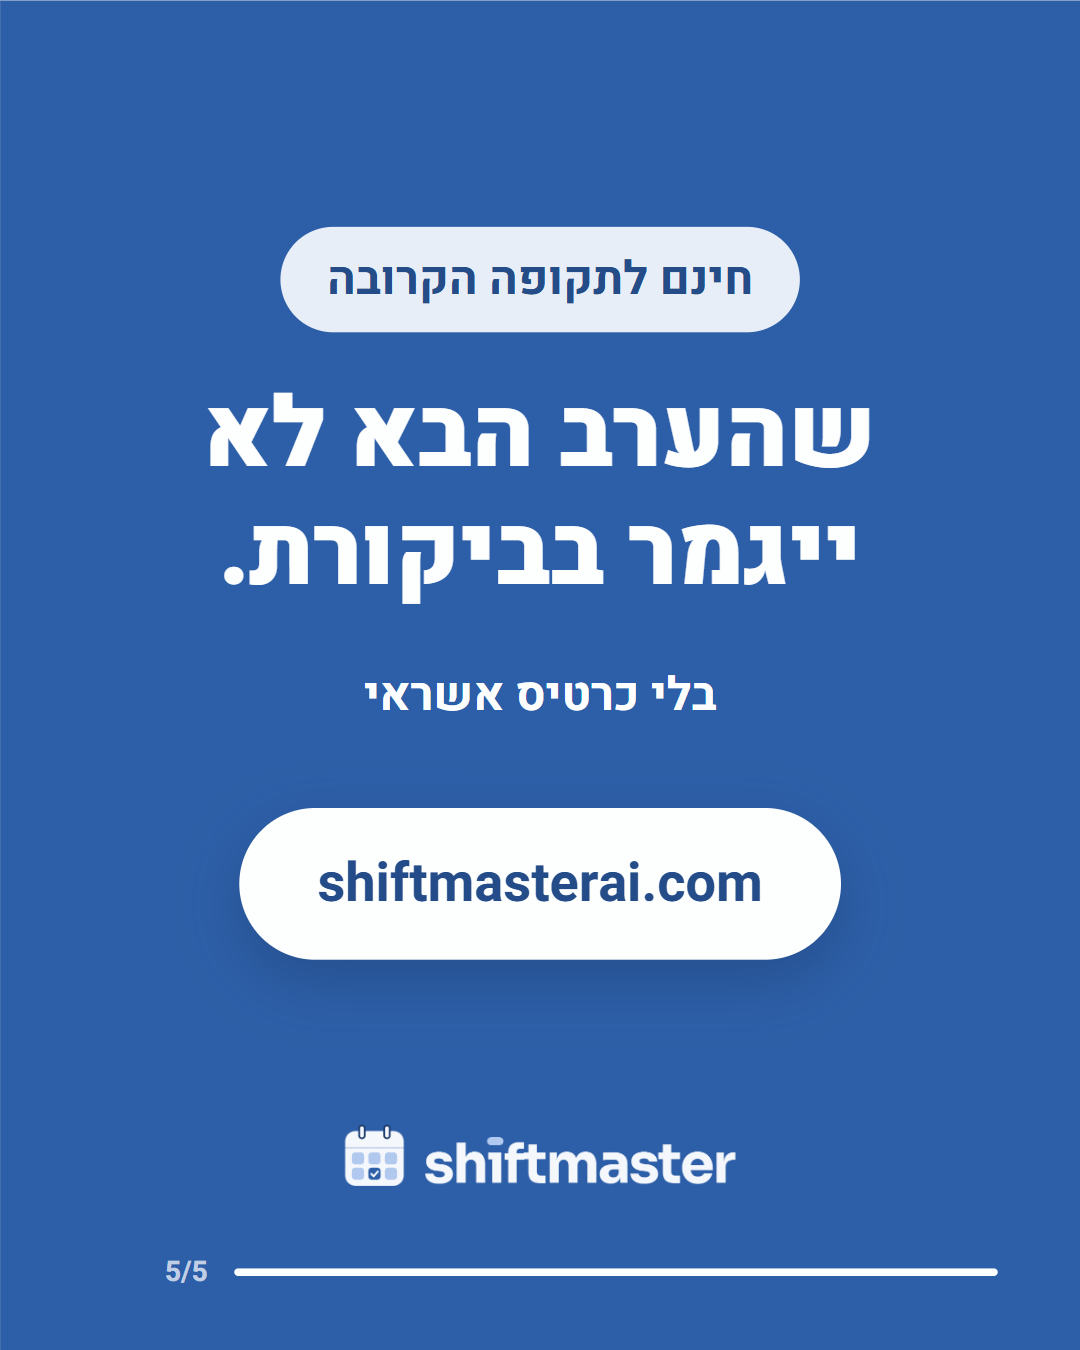 חינם לתקופה הקרובה
שהערב הבא לא
ייגמר בביקורת.
בלי כרטיס אשראי
shiftmasterai.com
shiftmaster
5/5